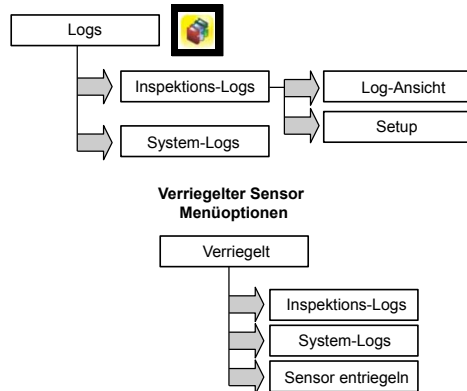 Logs
Inspektions-Logs
Log-Ansicht
Setup
System-Logs
Verriegelter Sensor
Menüoptionen
Verriegelt
Inspektions-Logs
System-Logs
Sensor entriegeln